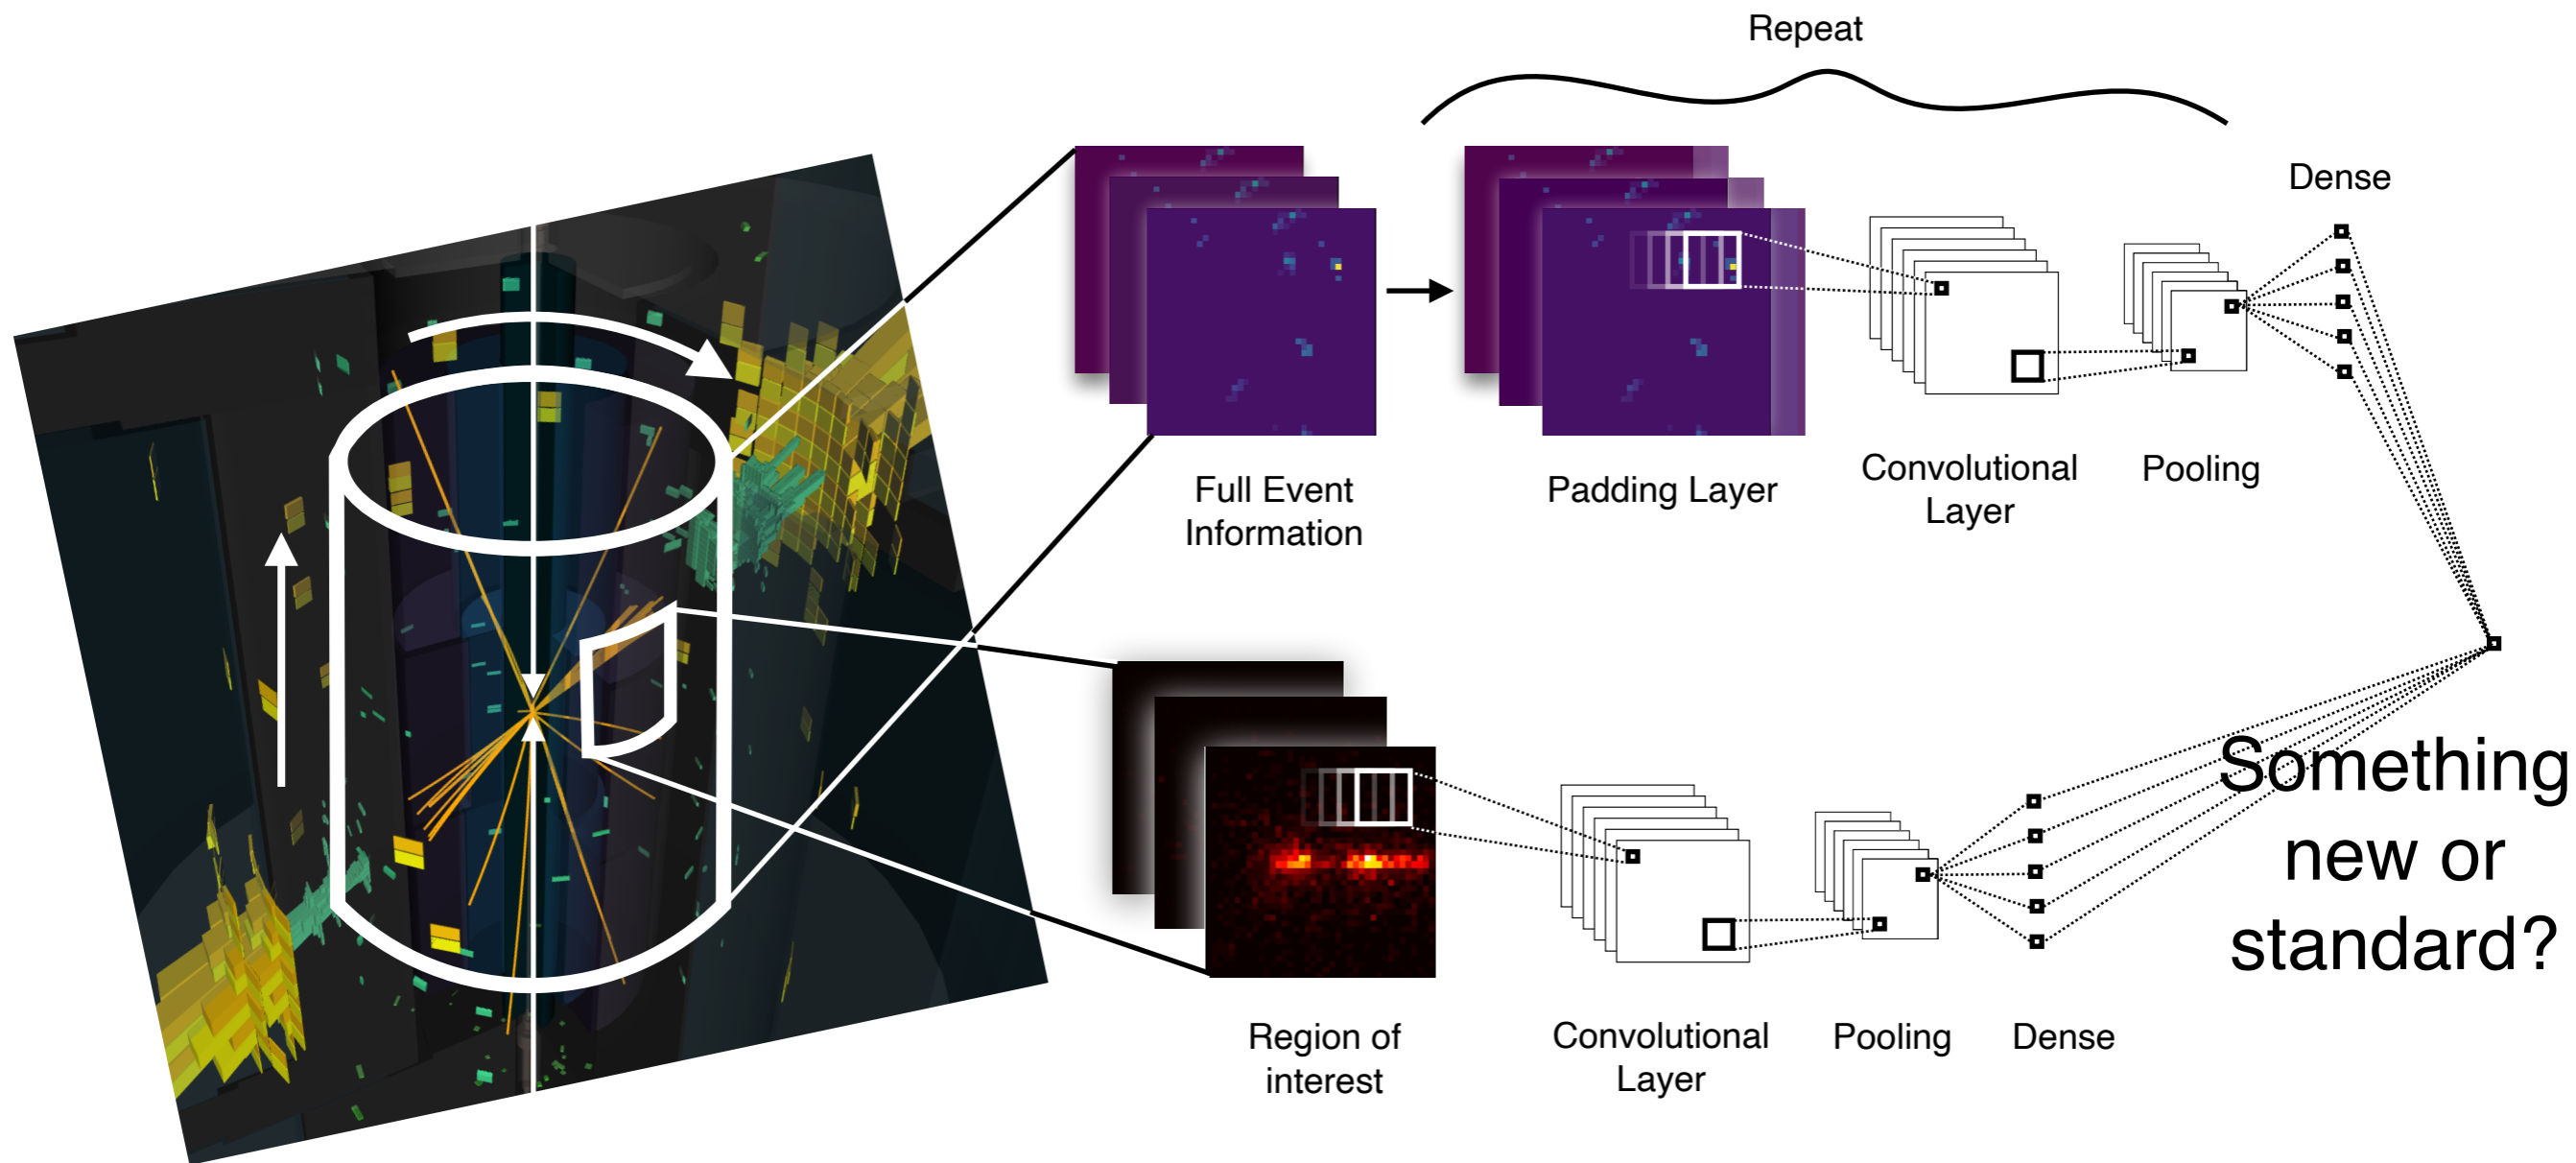 Repeat
Dense
Full Event
Information
Padding Layer
Convolutional
Layer
Pooling
Something
new or
standard?
Region of
interest
Convolutional
Layer
Pooling
Dense